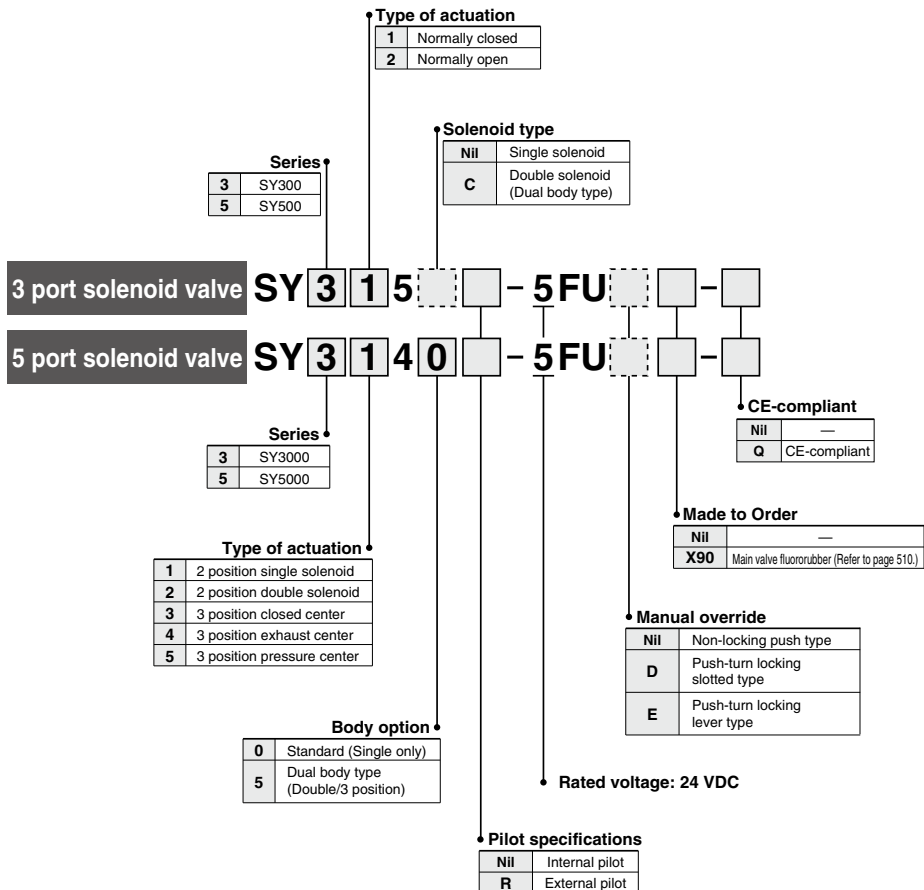 Type of actuation
1 Normally closed
2 Normally open
Solenoid type
Nil Single solenoid
C Double solenoid
(Dual body type)
Series
3 SY300
5 SY500
3 port solenoid valve SY 3 1 5 – 5 FU –
5 port solenoid valve SY 3 1 4 0 – 5 FU –
CE-compliant
Nil —
Q CE-compliant
Series
3 SY3000
5 SY5000
Made to Order
Nil —
X90 Main valve fluororubber (Refer to page 510.)
Type of actuation
1 2 position single solenoid
2 2 position double solenoid
3 3 position closed center
4 3 position exhaust center
5 3 position pressure center
Manual override
Nil Non-locking push type
D Push-turn locking
slotted type
E Push-turn locking
lever type
Body option
0 Standard (Single only)
5 Dual body type
(Double/3 position)
Rated voltage: 24 VDC
Pilot specifications
Nil Internal pilot
R External pilot